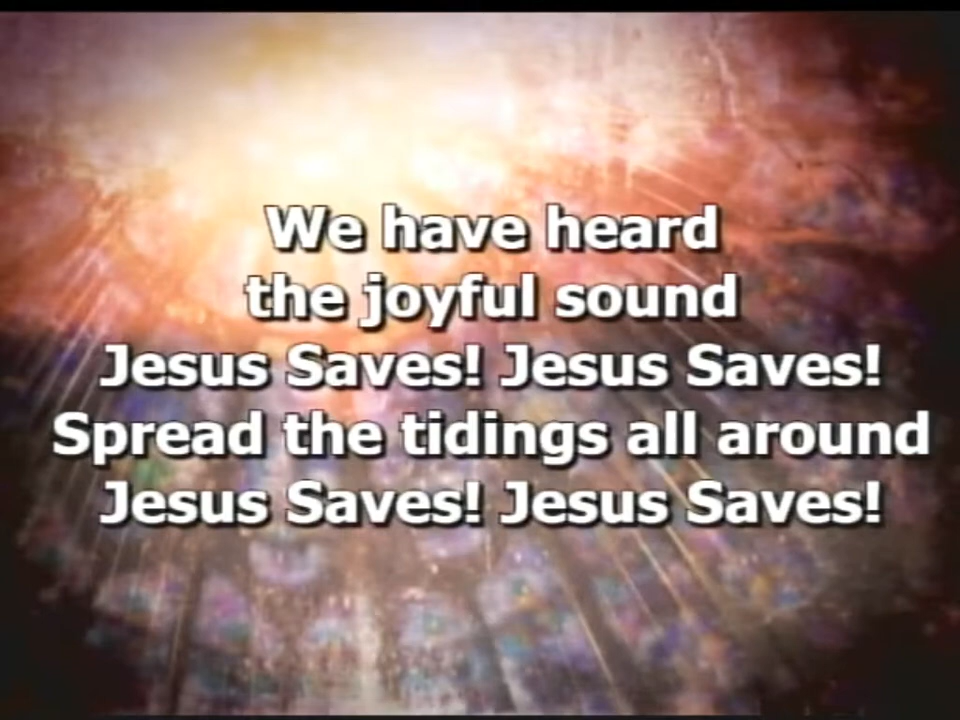 We have heard
the joyful sound
Jesus Saves! Jesus Saves!
Spread the tidings all around
Jesus Saves! Jesus Saves!